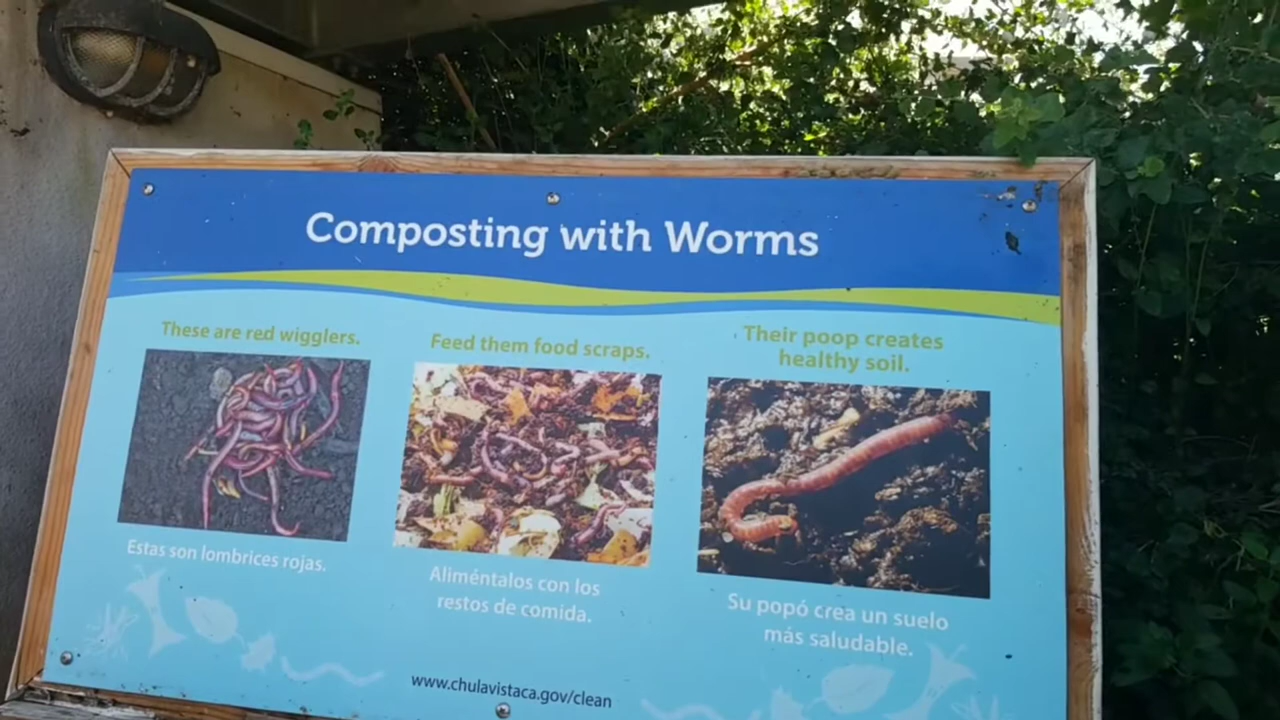 Composting with Worms
These are red wigglers.
Estas son lombrices rojas.
Feed them food scraps.
Aliméntalos con los
restos de comida.
Their poop creates
healthy soil.
Su popó crea un suelo
más saludable.
www.chulavistaca.gov/clean